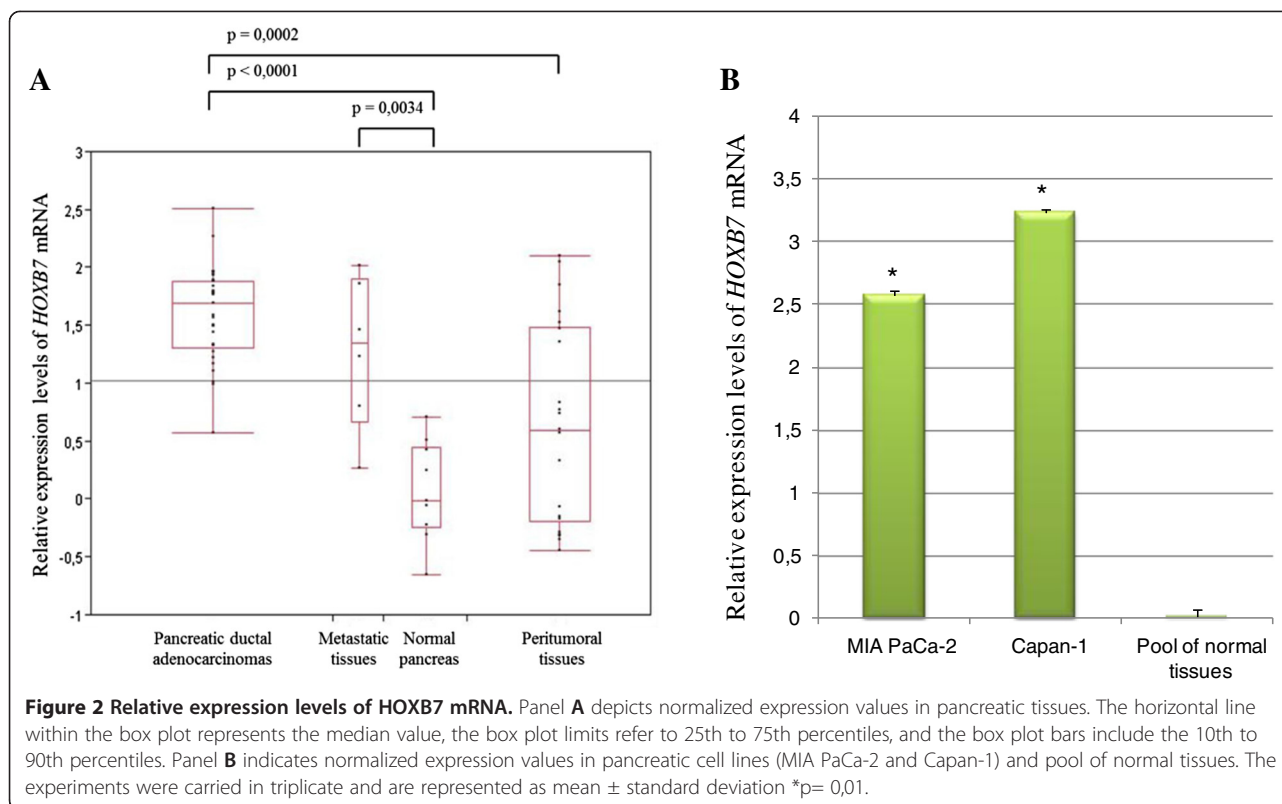 A
p = 0,0002
p < 0,0001
p = 0,0034
Relative expression levels of HOXB7 mRNA
3
2,5
2
1,5
1
0,5
0
-0,5
-1
Pancreatic ductal
adenocarcinomas
Metastatic
tissues
Normal
pancreas
Peritumoral
tissues
B
Relative expression levels of HOXB7 mRNA
4
3,5
3
2,5
2
1,5
1
0,5
0
*
*
MIA PaCa-2
Capan-1
Pool of normal
tissues
Figure 2 Relative expression levels of HOXB7 mRNA. Panel A depicts normalized expression values in pancreatic tissues. The horizontal line
within the box plot represents the median value, the box plot limits refer to 25th to 75th percentiles, and the box plot bars include the 10th to
90th percentiles. Panel B indicates normalized expression values in pancreatic cell lines (MIA PaCa-2 and Capan-1) and pool of normal tissues. The
experiments were carried in triplicate and are represented as mean ± standard deviation *p= 0,01.